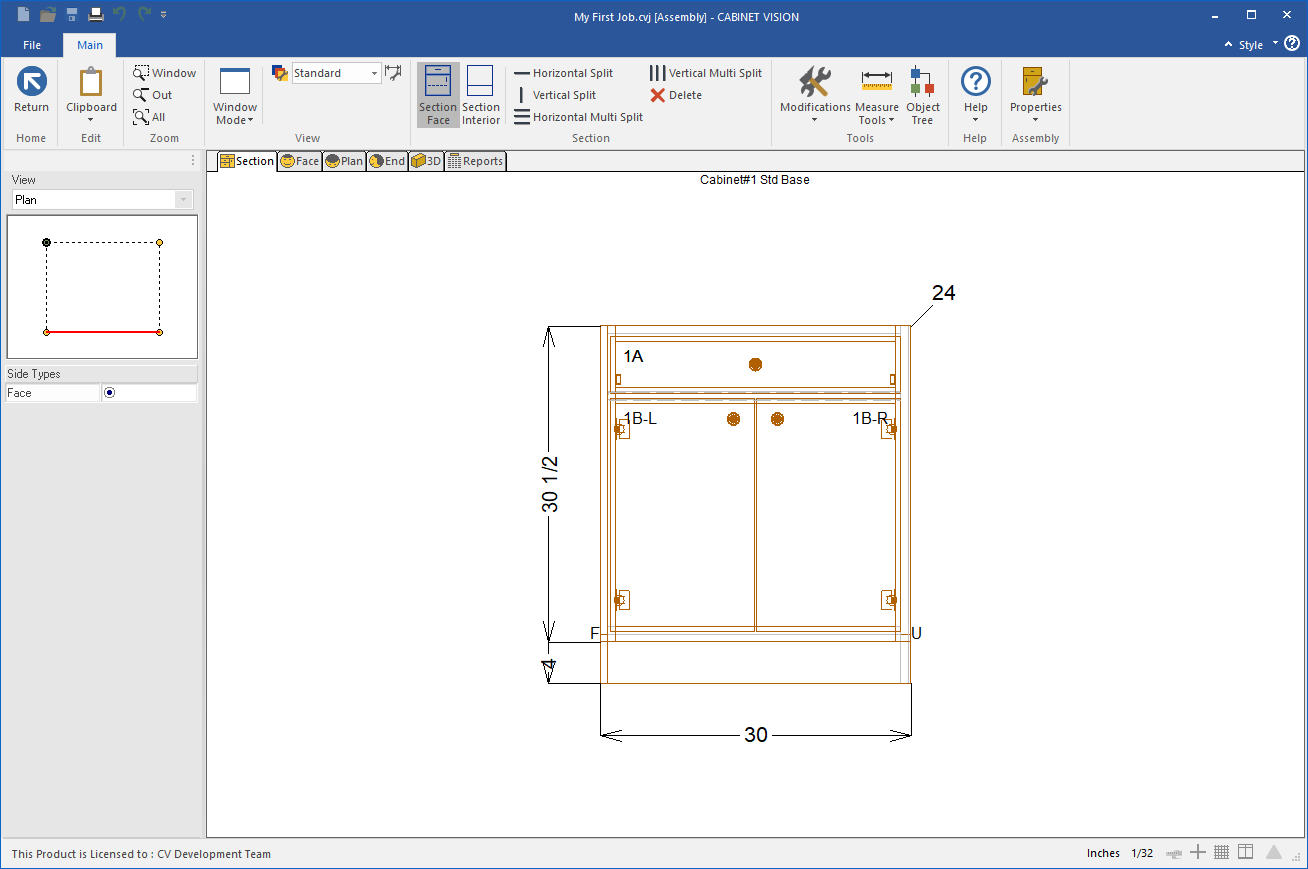 My First Job.cvj [Assembly] - CABINET VISION
File Main Style
Return
Home
Clipboard
Edit
Window
Out
All
Zoom
Window
Mode
Standard
View
Section
Face
Section
Interior
Horizontal Split
Vertical Split
Horizontal Multi Split
Vertical Multi Split
Delete
Section
Modifications
Measure
Tools
Object
Tree
Tools
Help
Help
Properties
Assembly
View
Plan
Side Types
Face
Section Face Plan End 3D Reports
Cabinet#1 Std Base
24
1A
1B-L
1B-R
30 1/2
F
U
4
30
This Product is Licensed to : CV Development Team
Inches 1/32